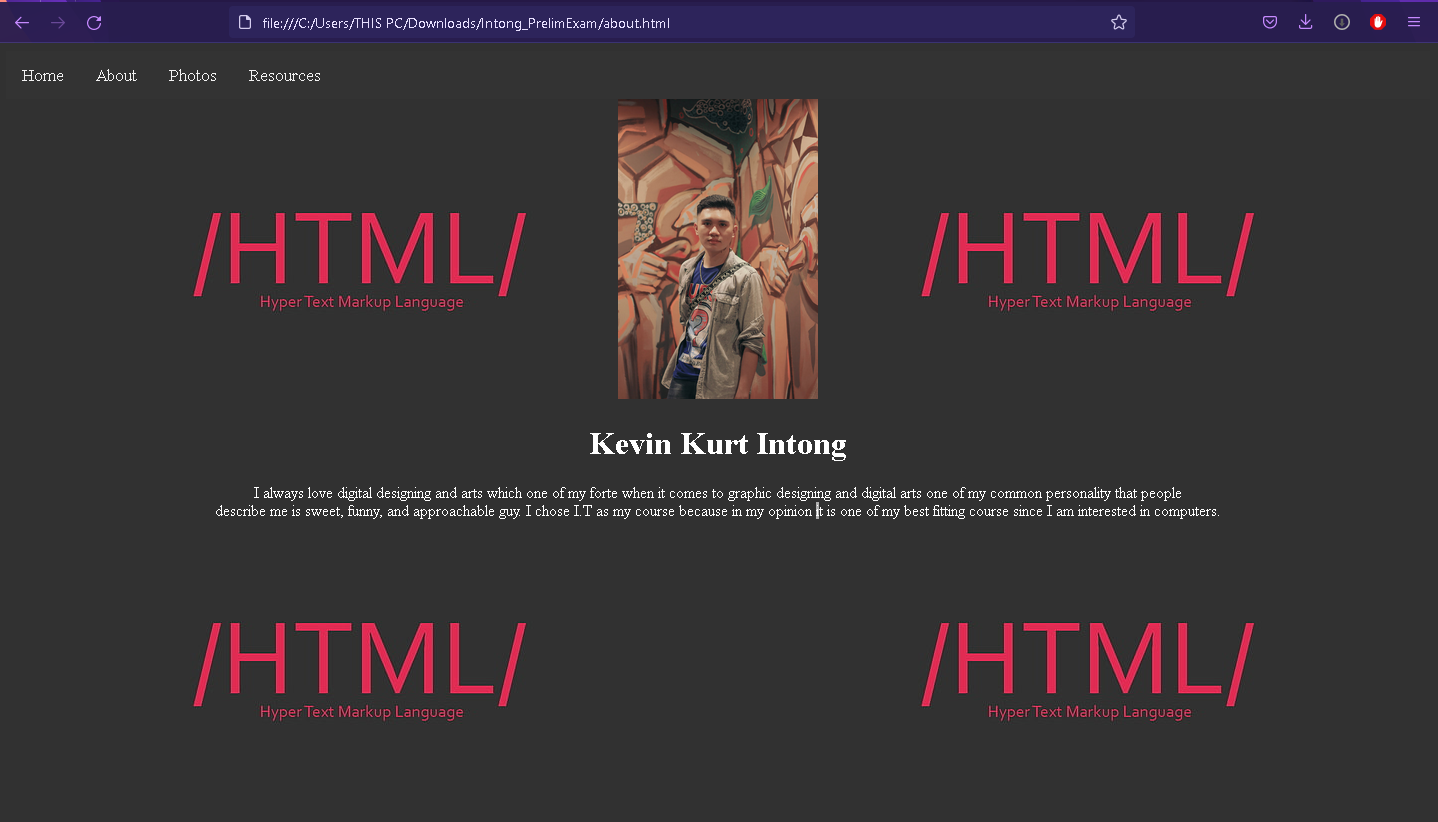 file:///C:/Users/THIS PC/Downloads/Intong_PrelimExam/about.html
Home About Photos Resources
/HTML/ /HTML/
Hyper Text Markup Language Hyper Text Markup Language
Kevin Kurt Intong
I always love digital designing and arts which one of my forte when it comes to graphic designing and digital arts one of my common personality that people
describe me is sweet, funny, and approachable guy. I chose I.T as my course because in my opinion it is one of my best fitting course since I am interested in computers.
/HTML/ /HTML/
Hyper Text Markup Language Hyper Text Markup Language